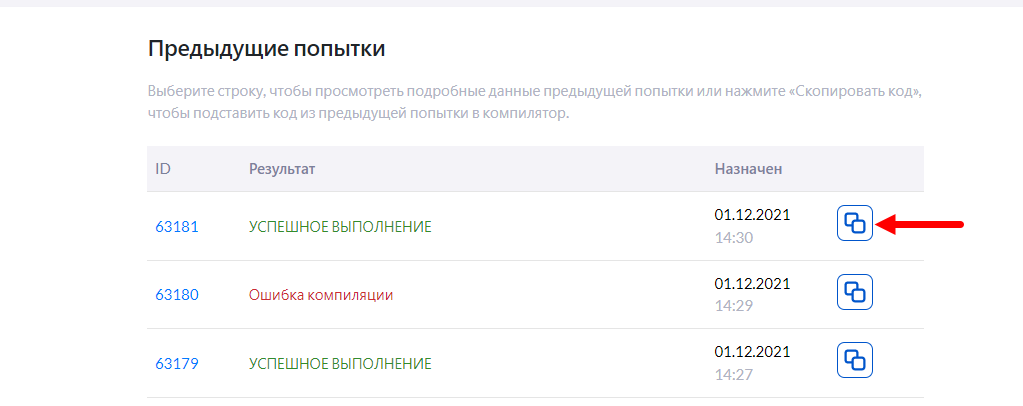 Предыдущие попытки
Выберите строку, чтобы просмотреть подробные данные предыдущей попытки или нажмите «Скопировать код»,
чтобы подставить код из предыдущей попытки в компилятор.
ID Результат Назначен
63181 УСПЕШНОЕ ВЫПОЛНЕНИЕ 01.12.2021
14:30
63180 Ошибка компиляции 01.12.2021
14:29
63179 УСПЕШНОЕ ВЫПОЛНЕНИЕ 01.12.2021
14:27